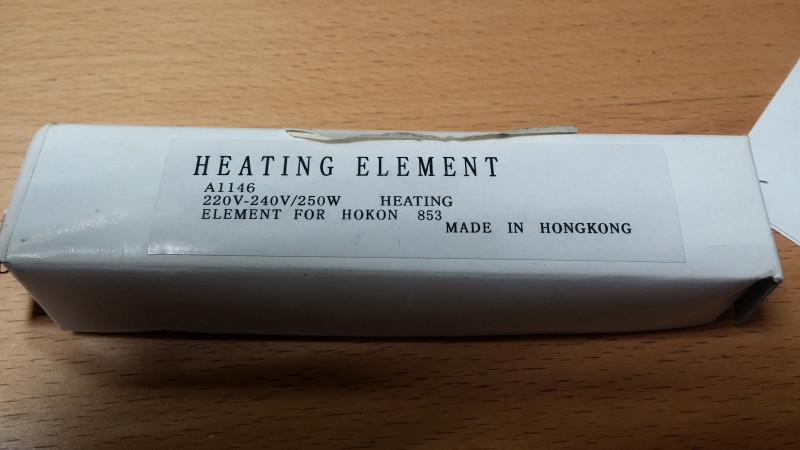 HEATING ELEMENT
A1146
220V-240V/250W HEATING
ELEMENT FOR HOKON 853
MADE IN HONGKONG